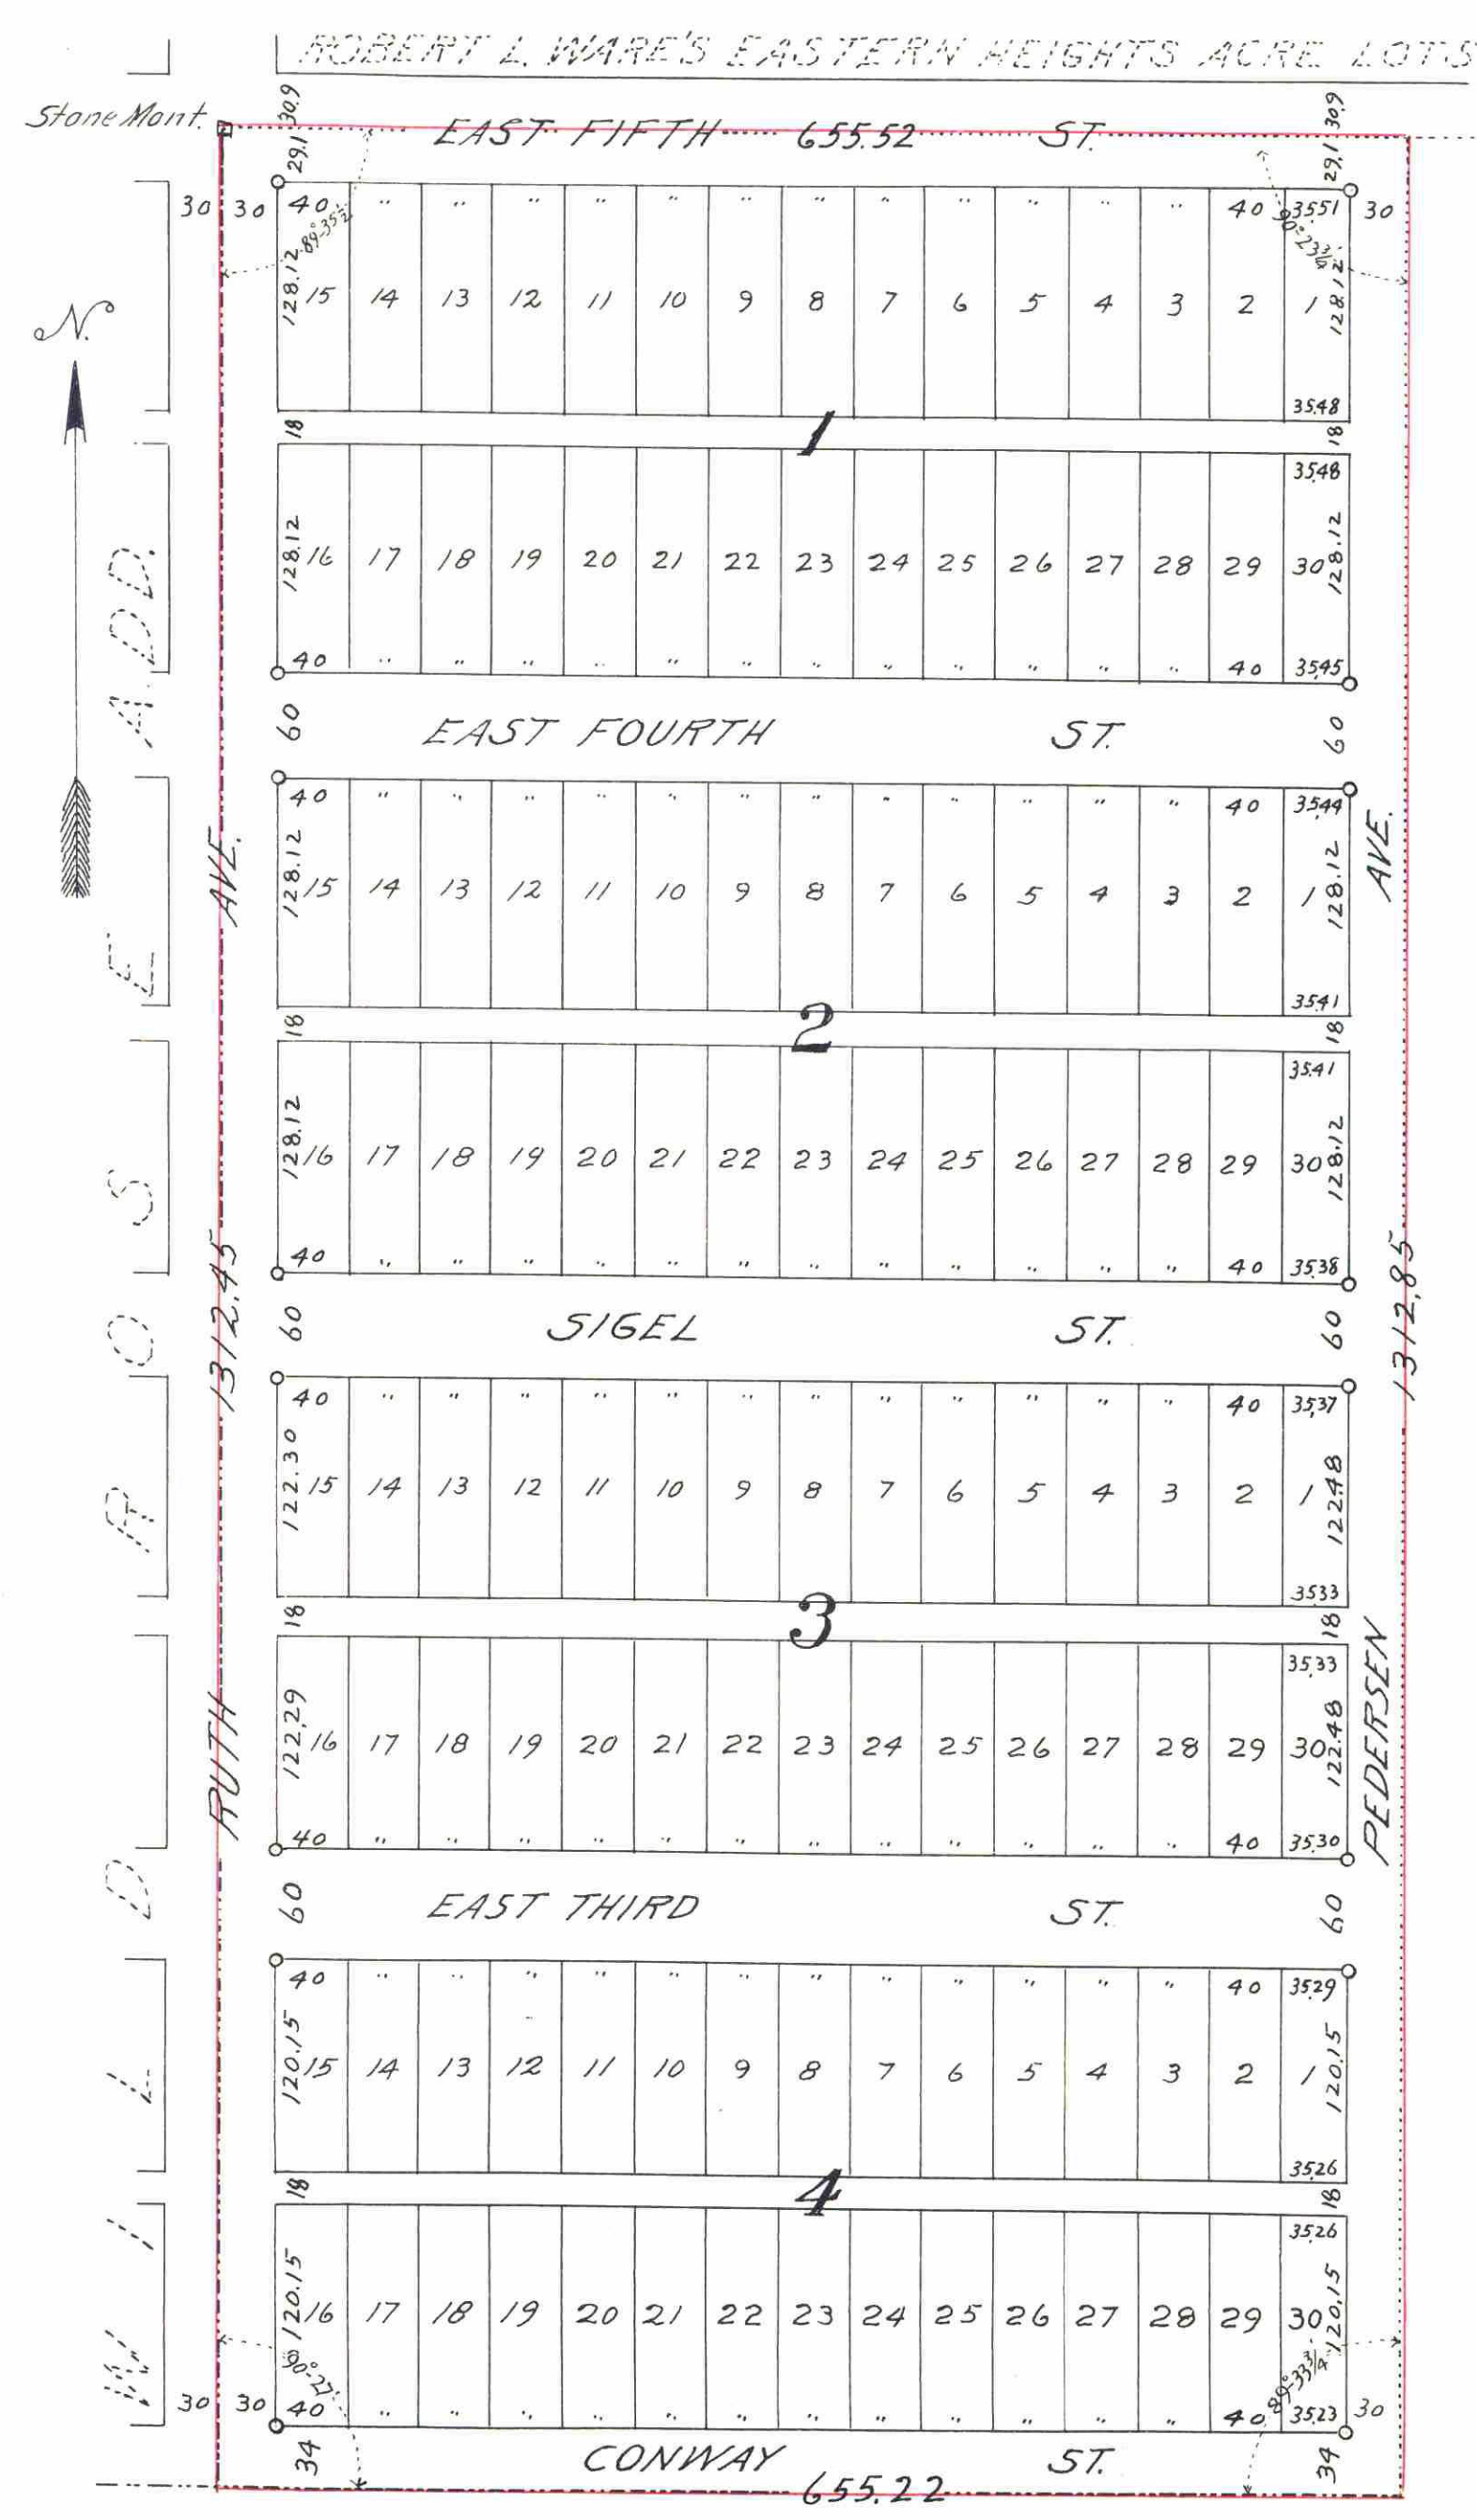 ROBERT L. WARE'S EASTERN HEIGHTS ACRE LOTS
Stone Mont. 30.9 30.9
EAST FIFTH 655.52 ST.
29.1 29.1
30 30 40 " " " " " " " " " " " " 40 35.51 30
89°-35½' 90°-23¾'
128.12 15 14 13 12 11 10 9 8 7 6 5 4 3 2 1 128.12
N.
35.48
18 1 18
35.48
128.12 16 17 18 19 20 21 22 23 24 25 26 27 28 29 30 128.12
40 " " " " " " " " " " " " 40 35.45
60 EAST FOURTH ST. 60
40 " " " " " " " " " " " " 40 35.44
128.12 15 14 13 12 11 10 9 8 7 6 5 4 3 2 1 128.12
35.41
18 2 18
35.41
128.12 16 17 18 19 20 21 22 23 24 25 26 27 28 29 30 128.12
40 " " " " " " " " " " " " 40 35.38
60 SIGEL ST. 60
40 " " " " " " " " " " " " 40 35.37
122.30 15 14 13 12 11 10 9 8 7 6 5 4 3 2 1 122.48
35.33
18 3 18
35.33
122.29 16 17 18 19 20 21 22 23 24 25 26 27 28 29 30 122.48
40 " " " " " " " " " " " " 40 35.30
60 EAST THIRD ST. 60
40 " " " " " " " " " " " " 40 35.29
120.15 15 14 13 12 11 10 9 8 7 6 5 4 3 2 1 120.15
35.26
18 4 18
35.26
120.15 16 17 18 19 20 21 22 23 24 25 26 27 28 29 30 120.15
90°-27' 89°-33¾'
30 30 40 " " " " " " " " " " " " 40 35.23 30
34 CONWAY ST. 34
655.22
WILDROSE ADD.
RUTH 1312.45 AVE.
PEDERSEN 1312.85 AVE.